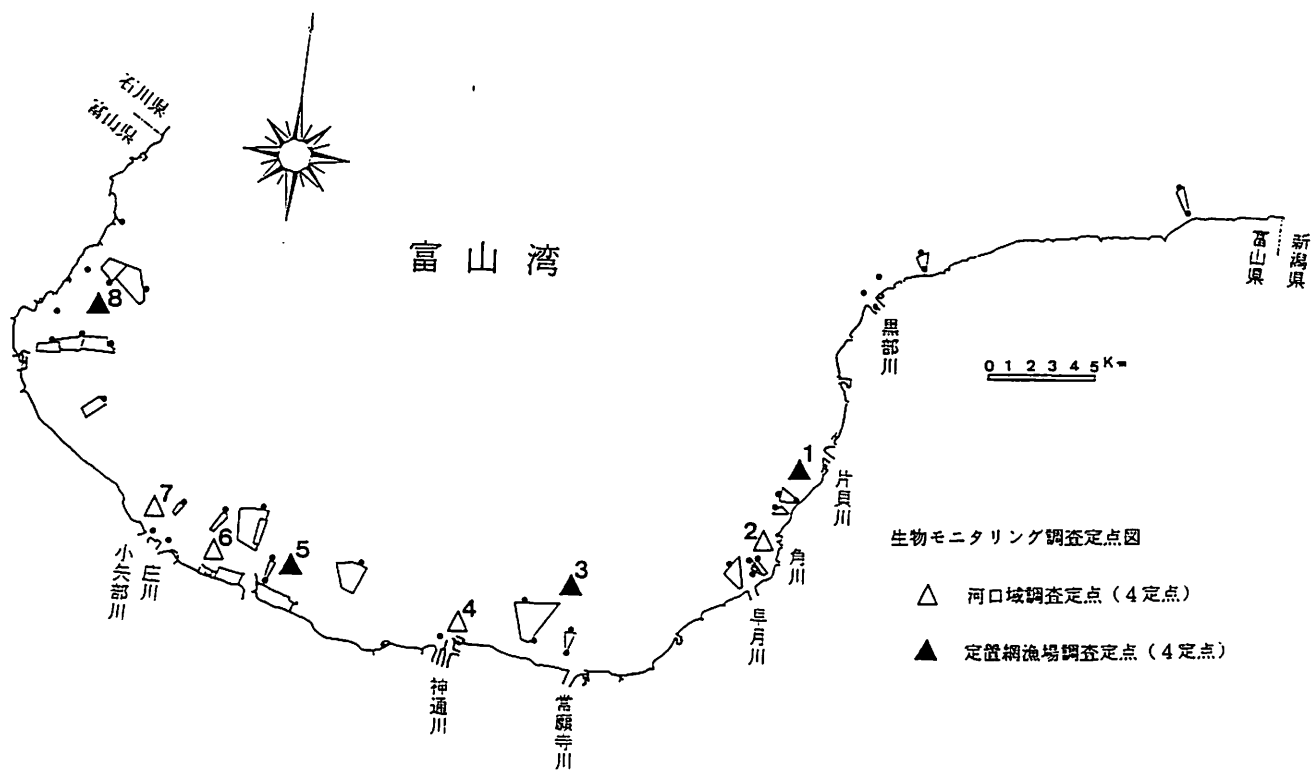 石川県
富山県
富山湾
新潟県
富山県
黒部川
0 1 2 3 4 5 Km
8
1
片貝川
7
2
生物モニタリング調査定点図
6
5
角川
3
庄川
小矢部川
△ 河口域調査定点（4定点）
4
早月川
▲ 定置網漁場調査定点（4定点）
神通川
常願寺川